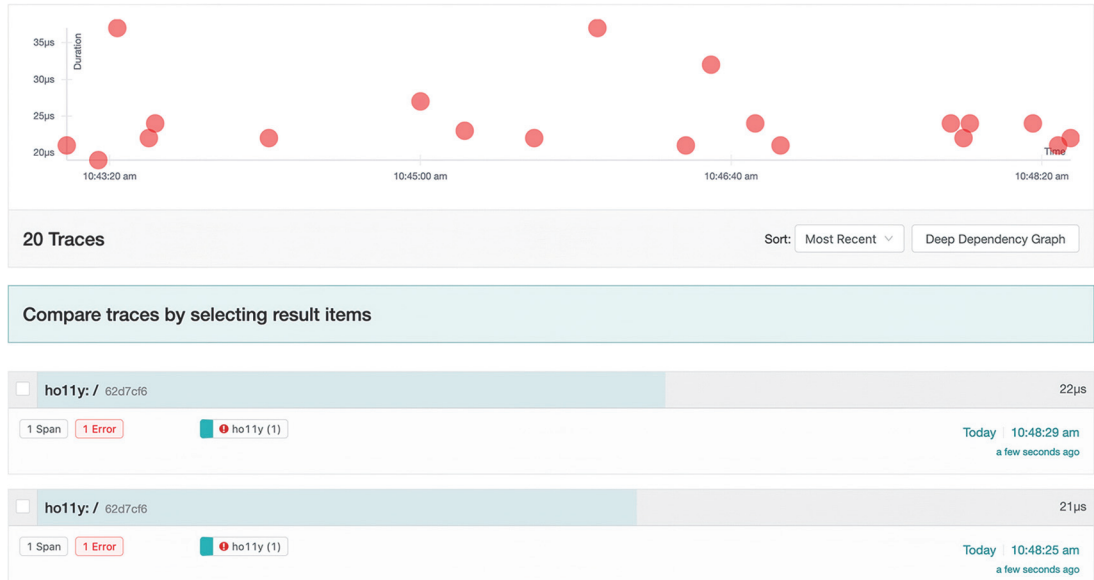 35μs
Duration
30μs
25μs
20μs
Time
10:43:20 am 10:45:00 am 10:46:40 am 10:48:20 am
20 Traces Sort: Most Recent Deep Dependency Graph
Compare traces by selecting result items
ho11y: / 62d7cf6 22μs
1 Span 1 Error ho11y (1) Today 10:48:29 am
a few seconds ago
ho11y: / 62d7cf6 21μs
1 Span 1 Error ho11y (1) Today 10:48:25 am
a few seconds ago